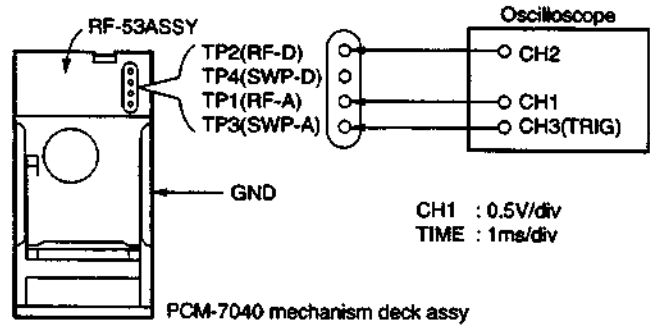 RF-53ASSY
TP2(RF-D)
TP4(SWP-D)
TP1(RF-A)
TP3(SWP-A)
Oscilloscope
CH2
CH1
CH3(TRIG)
GND
CH1 : 0.5V/div
TIME : 1ms/div
PCM-7040 mechanism deck assy